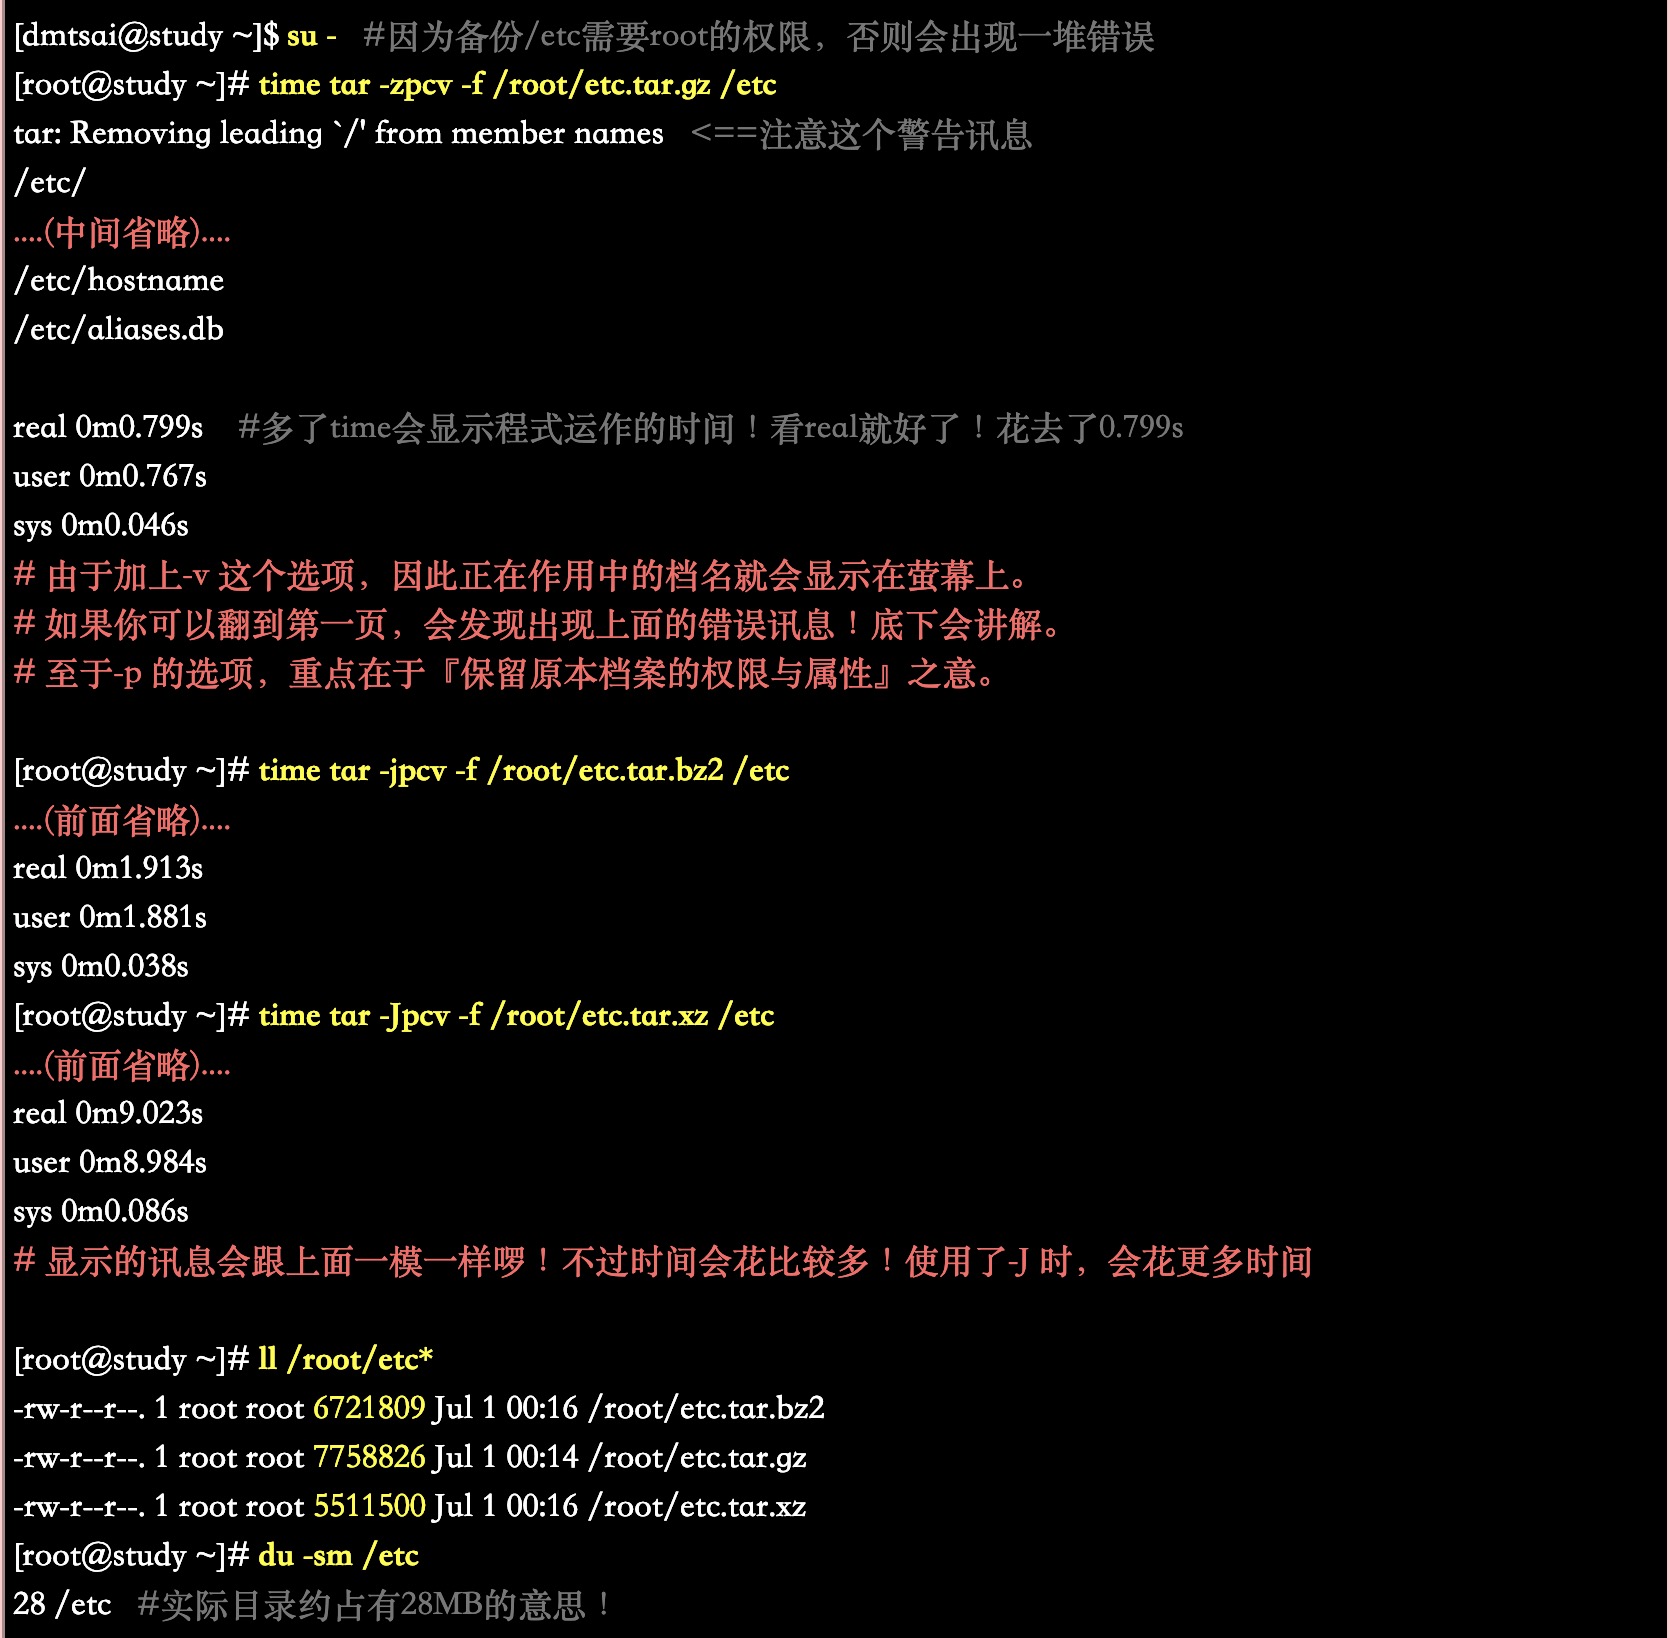 [dmtsai@study ~]$ su -   #因为备份/etc需要root的权限，否则会出现一堆错误
[root@study ~]# time tar -zpcv -f /root/etc.tar.gz /etc
tar: Removing leading `/' from member names   <==注意这个警告讯息
/etc/
....(中间省略)....
/etc/hostname
/etc/aliases.db
real 0m0.799s   #多了time会显示程式运作的时间！看real就好了！花去了0.799s
user 0m0.767s
sys 0m0.046s
# 由于加上-v 这个选项，因此正在作用中的档名就会显示在萤幕上。
# 如果你可以翻到第一页，会发现出现上面的错误讯息！底下会讲解。
# 至于-p 的选项，重点在于『保留原本档案的权限与属性』之意。
[root@study ~]# time tar -jpcv -f /root/etc.tar.bz2 /etc
....(前面省略)....
real 0m1.913s
user 0m1.881s
sys 0m0.038s
[root@study ~]# time tar -Jpcv -f /root/etc.tar.xz /etc
....(前面省略)....
real 0m9.023s
user 0m8.984s
sys 0m0.086s
# 显示的讯息会跟上面一模一样啰！不过时间会花比较多！使用了-J 时，会花更多时间
[root@study ~]# ll /root/etc*
-rw-r--r--. 1 root root 6721809 Jul 1 00:16 /root/etc.tar.bz2
-rw-r--r--. 1 root root 7758826 Jul 1 00:14 /root/etc.tar.gz
-rw-r--r--. 1 root root 5511500 Jul 1 00:16 /root/etc.tar.xz
[root@study ~]# du -sm /etc
28 /etc   #实际目录约占有28MB的意思！